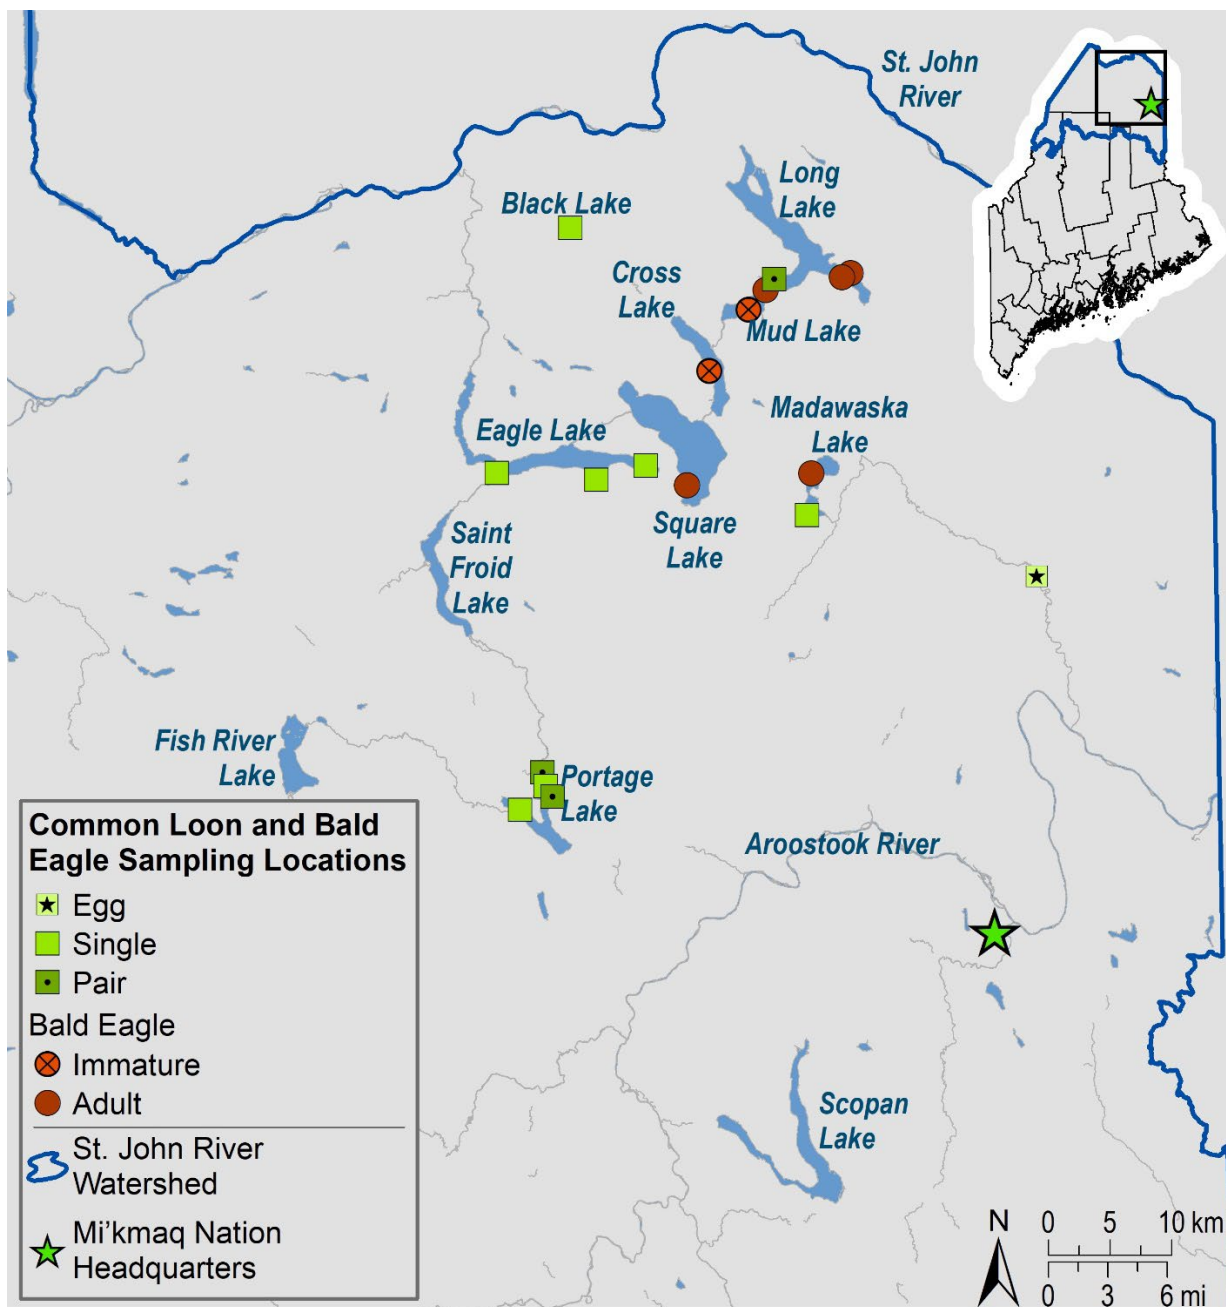 St. John
River
Long
Lake
Black Lake
Cross
Lake
Mud Lake
Madawaska
Lake
Eagle Lake
Square
Lake
Saint
Froid
Lake
Fish River
Lake
Portage
Lake
Aroostook River
Scopan
Lake
Common Loon and Bald
Eagle Sampling Locations
Egg
Single
Pair
Bald Eagle
Immature
Adult
St. John River
Watershed
Mi'kmaq Nation
Headquarters
N
0 5 10 km
0 3 6 mi